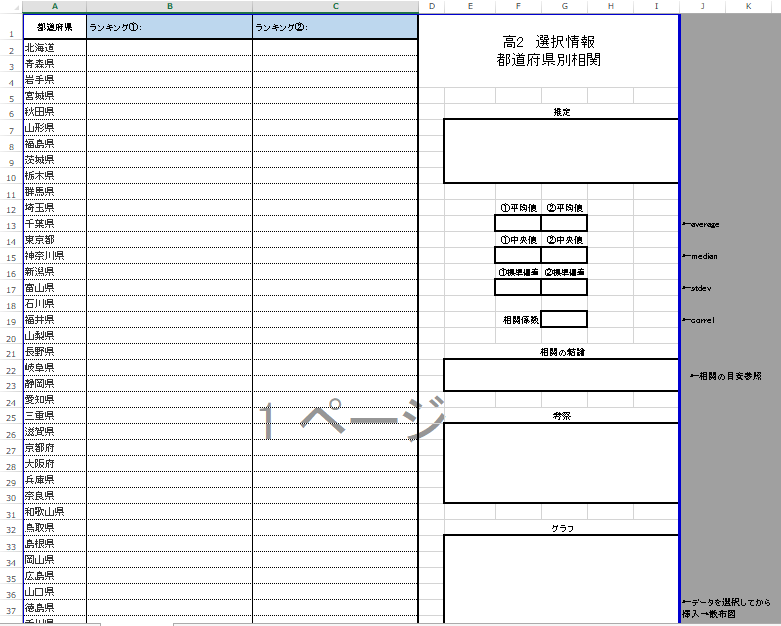 A B C D E F G H I J K
1 都道府県 ランキング①: ランキング②: 高2 選択情報
都道府県別相関
2 北海道
3 青森県
4 岩手県
5 宮城県
6 秋田県 推定
7 山形県
8 福島県
9 茨城県
10 栃木県
11 群馬県
12 埼玉県 ①平均値 ②平均値
13 千葉県 ←average
14 東京都 ①中央値 ②中央値
15 神奈川県 ←median
16 新潟県 ①標準偏差 ②標準偏差
17 富山県 ←stdev
18 石川県
19 福井県 相関係数 ←correl
20 山梨県
21 長野県 相関の結論
22 岐阜県 ←相関の目安参照
23 静岡県
24 愛知県
1 ページ
25 三重県 考察
26 滋賀県
27 京都府
28 大阪府
29 兵庫県
30 奈良県
31 和歌山県
32 鳥取県 グラフ
33 島根県
34 岡山県
35 広島県
36 山口県 ←データを選択してから
37 徳島県 挿入→散布図
香川県